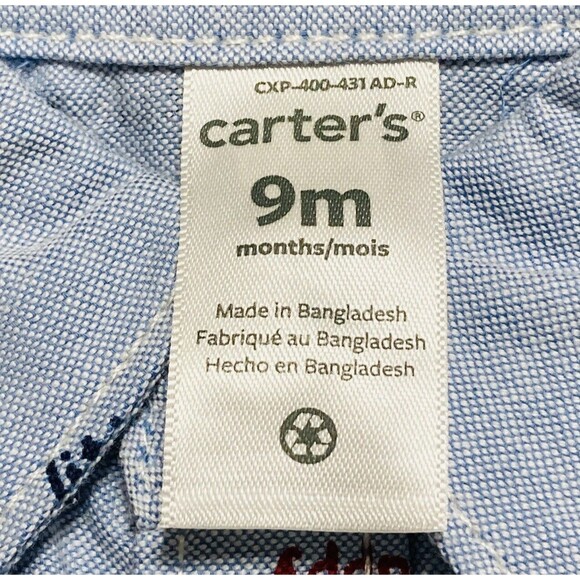 CXP-400-431 AD-R
carter's®
9m
months/mois
Made in Bangladesh
Fabriqué au Bangladesh
Hecho en Bangladesh